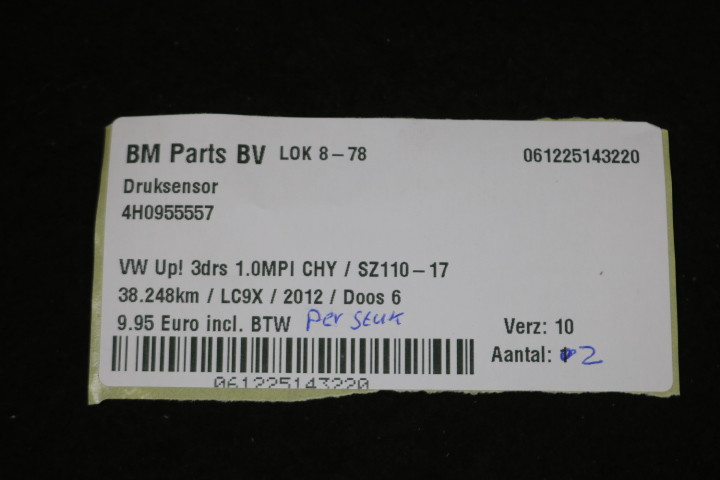 BM Parts BV LOK 8-78 061225143220
Druksensor
4H0955557
VW Up! 3drs 1.0MPI CHY / SZ110-17
38.248km / LC9X / 2012 / Doos 6
9.95 Euro incl. BTW Per stuk Verz: 10
Aantal: 2
061225143220